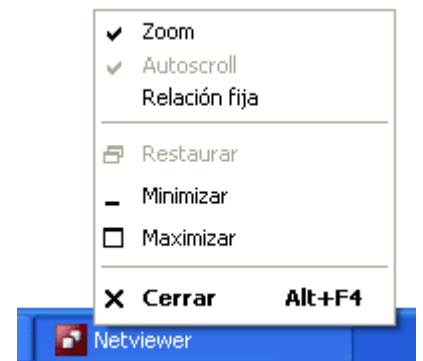 Zoom
Autoscroll
Relación fija
Restaurar
Minimizar
Maximizar
Cerrar Alt+F4
Netviewer